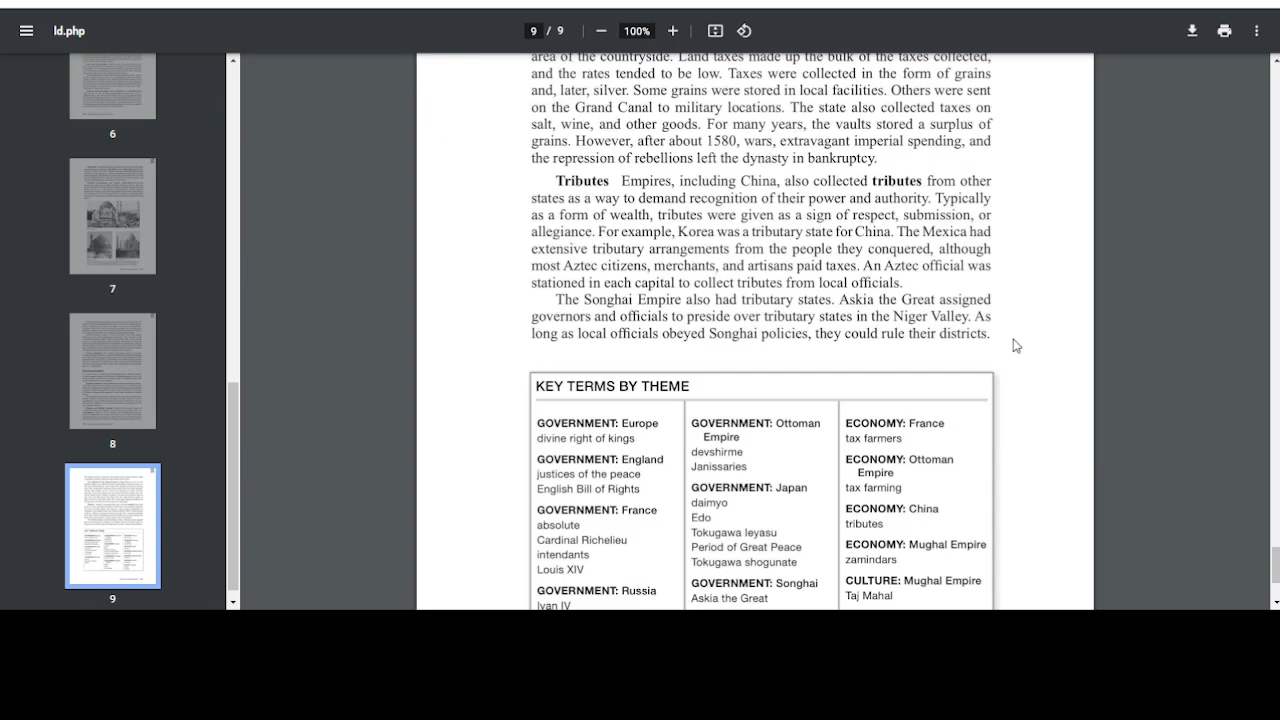 ld.php
9 / 9
100%
area of the countryside. Land taxes made up the bulk of the taxes collected,
and the rates tended to be low. Taxes were collected in the form of grains
and, later, silver. Some grains were stored in local facilities. Others were sent
on the Grand Canal to military locations. The state also collected taxes on
salt, wine, and other goods. For many years, the vaults stored a surplus of
grains. However, after about 1580, wars, extravagant imperial spending, and
the repression of rebellions left the dynasty in bankruptcy.
Tributes Empires, including China, also collected tributes from other
states as a way to demand recognition of their power and authority. Typically
as a form of wealth, tributes were given as a sign of respect, submission, or
allegiance. For example, Korea was a tributary state for China. The Mexica had
extensive tributary arrangements from the people they conquered, although
most Aztec citizens, merchants, and artisans paid taxes. An Aztec official was
stationed in each capital to collect tributes from local officials.
The Songhai Empire also had tributary states. Askia the Great assigned
governors and officials to preside over tributary states in the Niger Valley. As
long as local officials obeyed Songhai policies, they could rule their districts.
KEY TERMS BY THEME
GOVERNMENT: Europe
divine right of kings
GOVERNMENT: England
justices of the peace
English Bill of Rights
GOVERNMENT: France
absolute
Cardinal Richelieu
intendants
Louis XIV
GOVERNMENT: Russia
Ivan IV
GOVERNMENT: Ottoman
Empire
devshirme
Janissaries
GOVERNMENT: Japan
daimyo
Edo
Tokugawa Ieyasu
Period of Great Peace
Tokugawa shogunate
GOVERNMENT: Songhai
Askia the Great
ECONOMY: France
tax farmers
ECONOMY: Ottoman
Empire
tax farming
ECONOMY: China
tributes
ECONOMY: Mughal Empire
zamindars
CULTURE: Mughal Empire
Taj Mahal
6
7
8
9